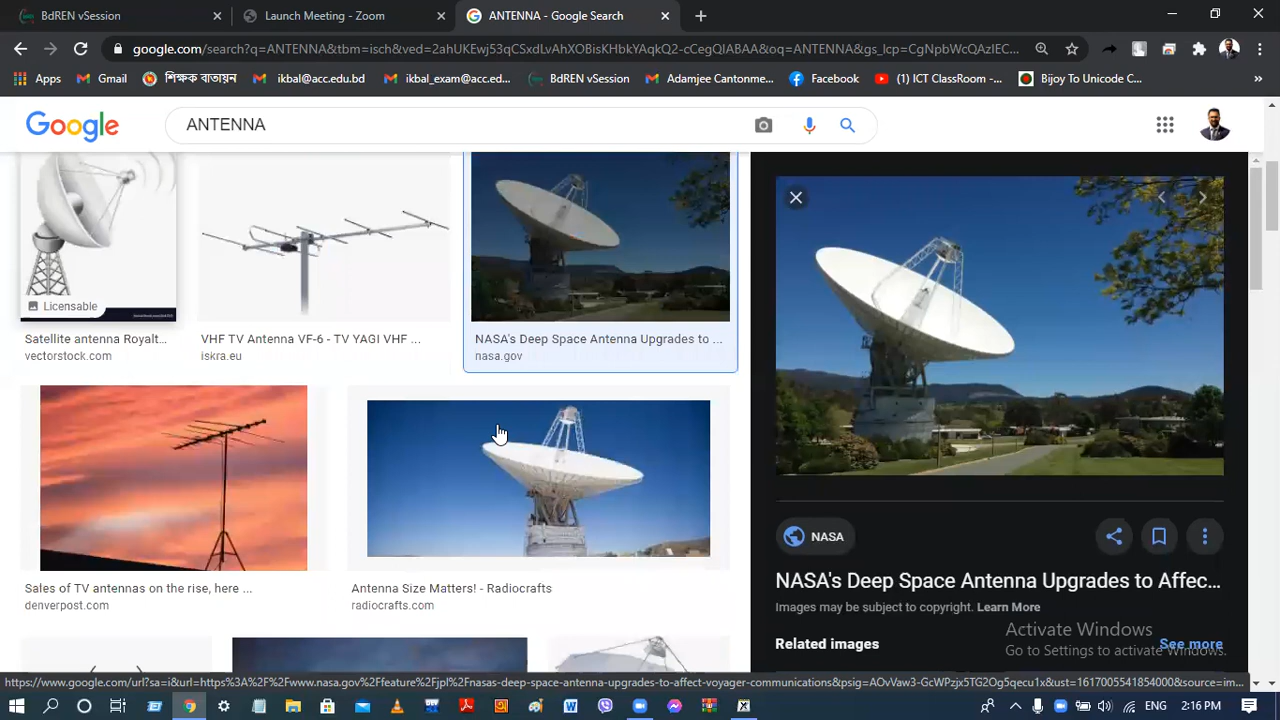 BdREN vSession
Launch Meeting - Zoom
ANTENNA - Google Search
google.com/search?q=ANTENNA&tbm=isch&ved=2ahUKEwj53qCSxdLvAhXOBisKHbkYAqkQ2-cCegQIABAA&oq=ANTENNA&gs_lcp=CgNpbWcQAzIEC...
Apps
Gmail
শিক্ষক বাতায়ন
ikbal@acc.edu.bd
ikbal_exam@acc.ed...
BdREN vSession
Adamjee Cantonme...
Facebook
(1) ICT ClassRoom -...
Bijoy To Unicode C...
Google
ANTENNA
Licensable
Satellite antenna Royalt...
vectorstock.com
VHF TV Antenna VF-6 - TV YAGI VHF ...
iskra.eu
NASA's Deep Space Antenna Upgrades to ...
nasa.gov
Sales of TV antennas on the rise, here ...
denverpost.com
Antenna Size Matters! - Radiocrafts
radiocrafts.com
NASA
NASA's Deep Space Antenna Upgrades to Affec...
Images may be subject to copyright. Learn More
Related images
See more
Activate Windows
Go to Settings to activate Windows.
https://www.google.com/url?sa=i&url=https%3A%2F%2Fwww.nasa.gov%2Ffeature%2Fjpl%2Fnasas-deep-space-antenna-upgrades-to-affect-voyager-communications&psig=AOvVaw3-GcWPzjx5TG2Og5qecu1x&ust=1617005541854000&source=im...
2:16 PM